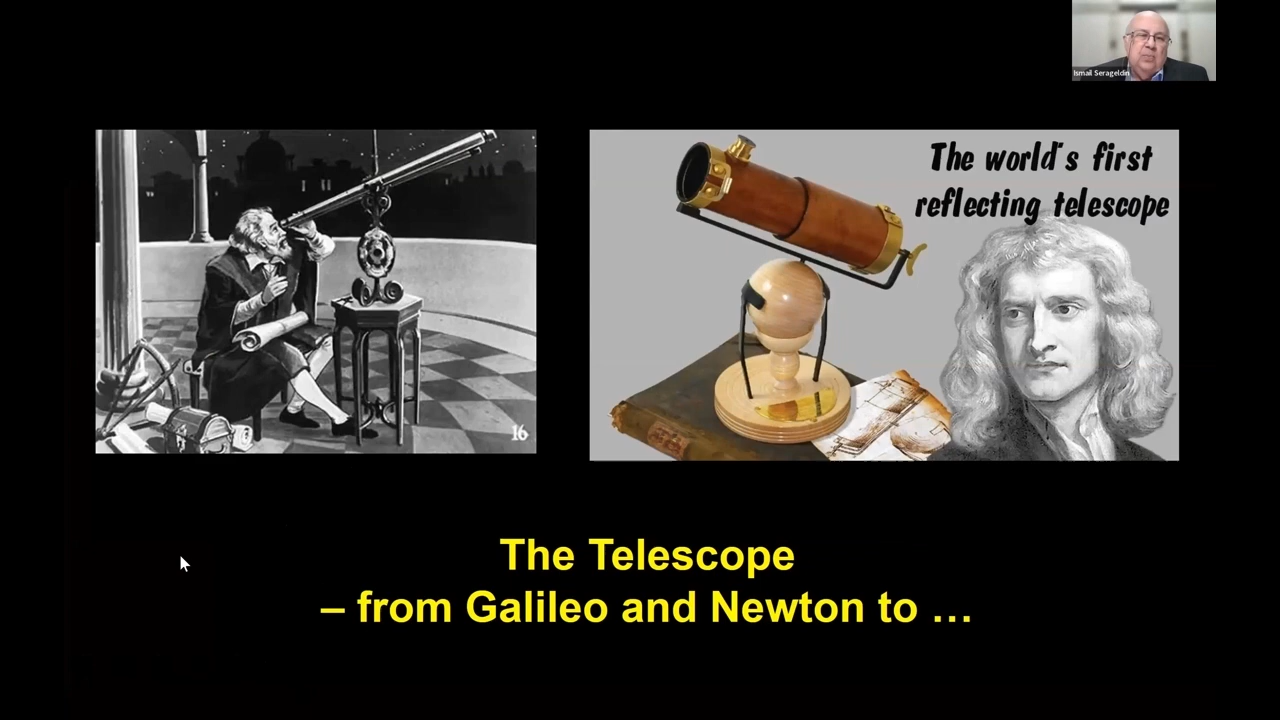 Ismail Serageldin
The world's first
reflecting telescope
16
The Telescope
– from Galileo and Newton to …